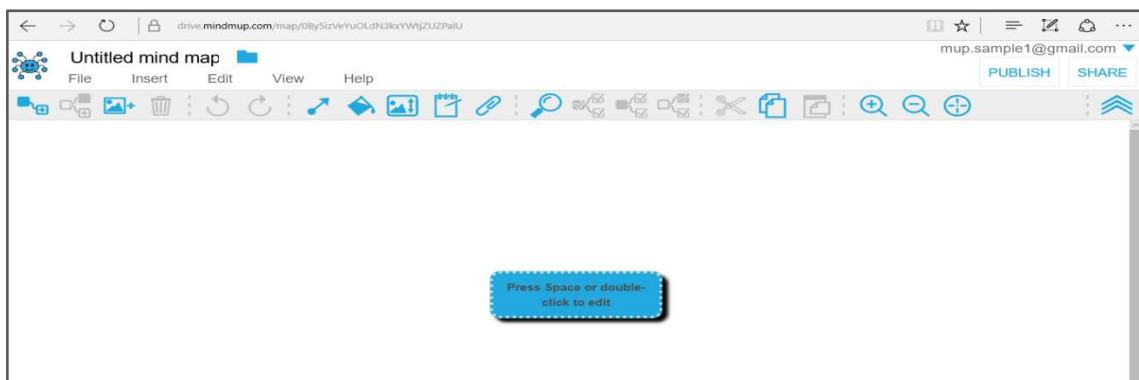 drive.mindmup.com/map/0By5izVeYuOLdN3kxYWtjZUZPalU
mup.sample1@gmail.com
Untitled mind map
File Insert Edit View Help
PUBLISH SHARE
Press Space or double-
click to edit